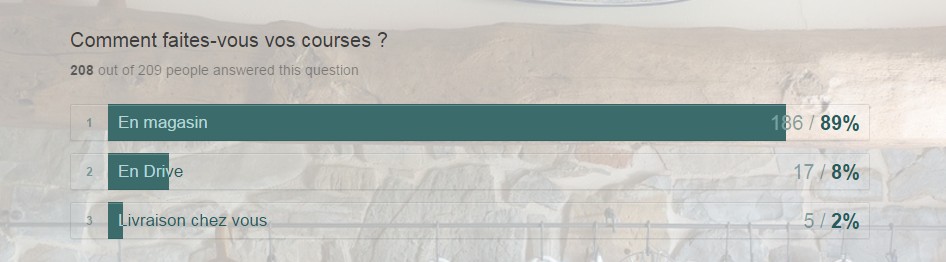 Comment faites-vous vos courses ?
208 out of 209 people answered this question
1 En magasin 186 / 89%
2 En Drive 17 / 8%
3 Livraison chez vous 5 / 2%